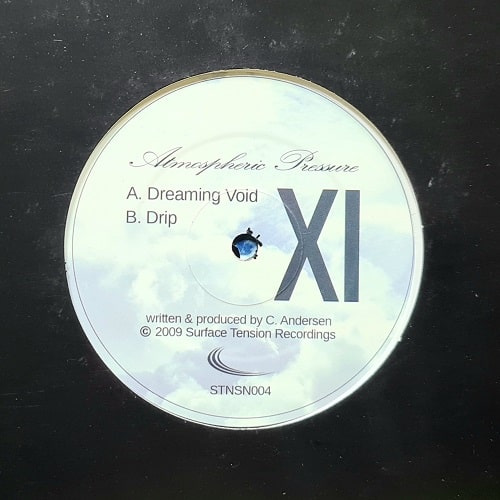 Atmospheric Pressure
A. Dreaming Void
B. Drip
XI
written & produced by C. Andersen
© 2009 Surface Tension Recordings
STNSN004